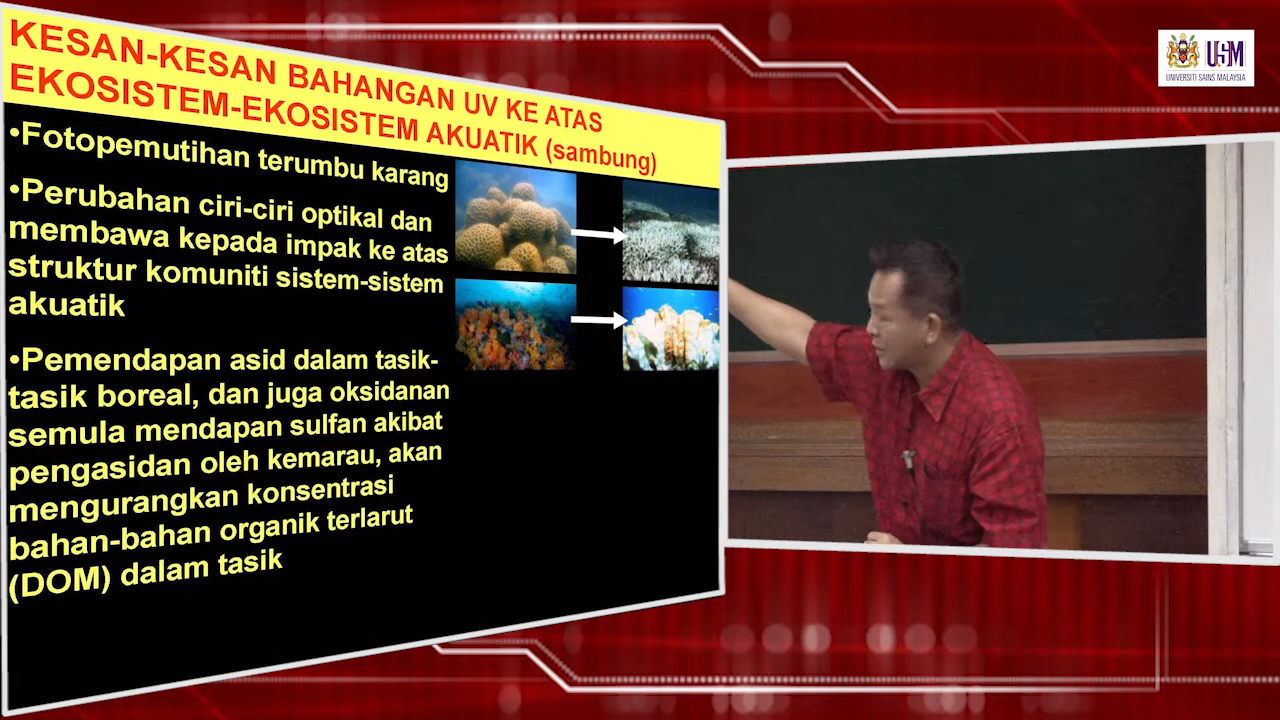 KESAN-KESAN BAHANGAN UV KE ATAS
EKOSISTEM-EKOSISTEM AKUATIK (sambung)
•Fotopemutihan terumbu karang
•Perubahan ciri-ciri optikal dan
membawa kepada impak ke atas
struktur komuniti sistem-sistem
akuatik
•Pemendapan asid dalam tasik-
tasik boreal, dan juga oksidanan
semula mendapan sulfan akibat
pengasidan oleh kemarau, akan
mengurangkan konsentrasi
bahan-bahan organik terlarut
(DOM) dalam tasik
USM
UNIVERSITI SAINS MALAYSIA